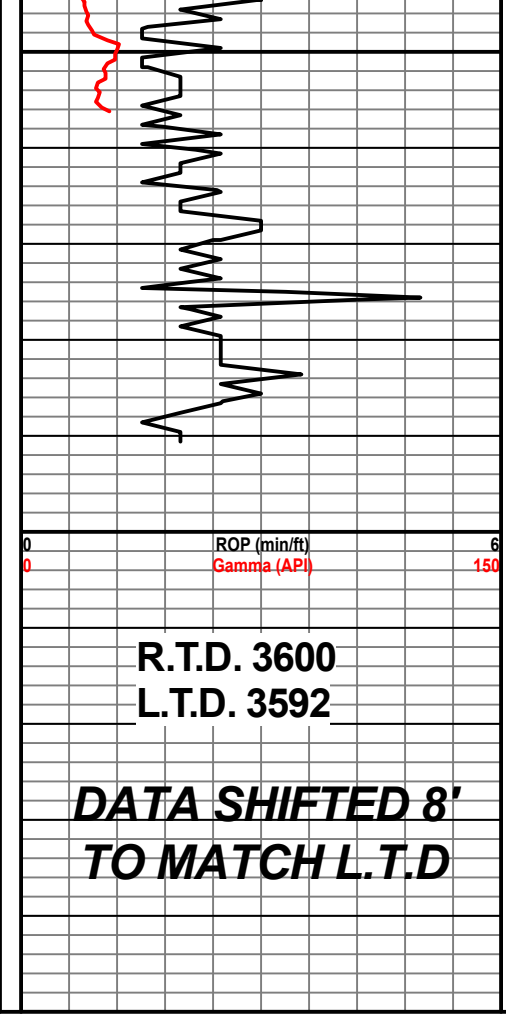 0 ROP (min/ft) 6
0 Gamma (API) 150
R.T.D. 3600
L.T.D. 3592
DATA SHIFTED 8'
TO MATCH L.T.D